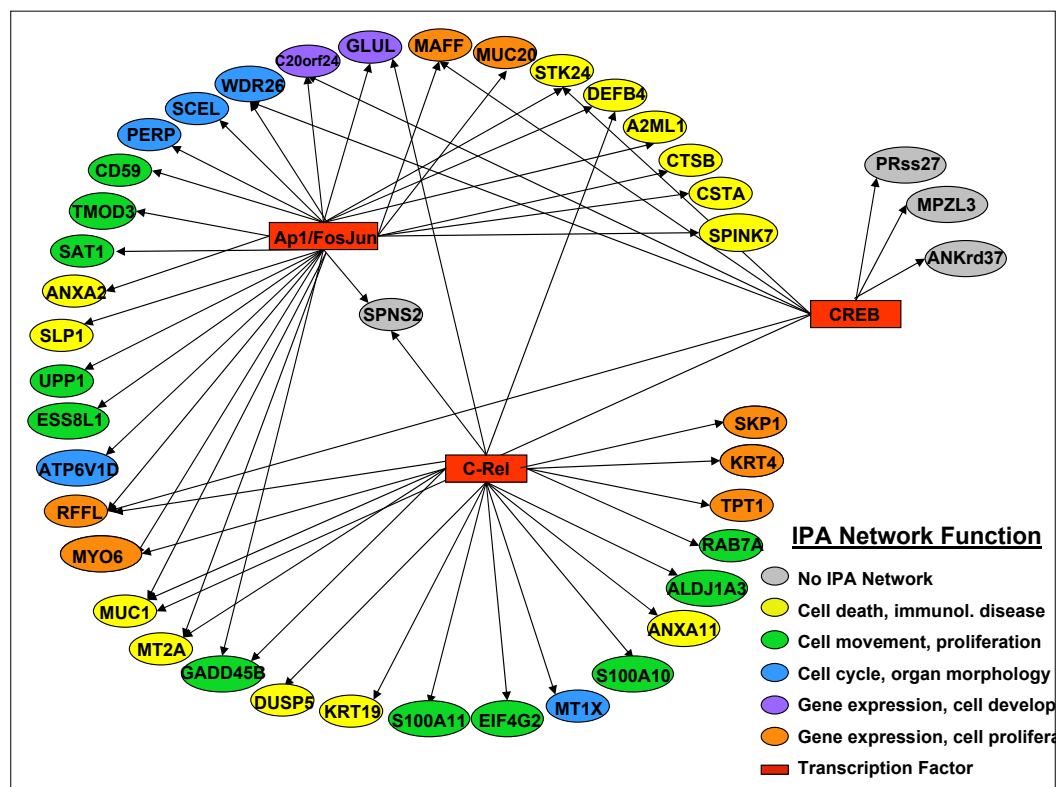 GLUL
MAFF
MUC20
C20orf24
STK24
WDR26
DEFB4
SCEL
A2ML1
PERP
CTSB
PRss27
CD59
CSTA
MPZL3
TMOD3
Ap1/FosJun
SPINK7
SAT1
ANKrd37
ANXA2
SPNS2
CREB
SLP1
UPP1
ESS8L1
SKP1
ATP6V1D
C-Rel
KRT4
RFFL
TPT1
MYO6
RAB7A
MUC1
ALDJ1A3
MT2A
ANXA11
GADD45B
S100A10
DUSP5
KRT19
S100A11
EIF4G2
MT1X
IPA Network Function
No IPA Network
Cell death, immunol. disease
Cell movement, proliferation
Cell cycle, organ morphology
Gene expression, cell develop
Gene expression, cell prolifera
Transcription Factor